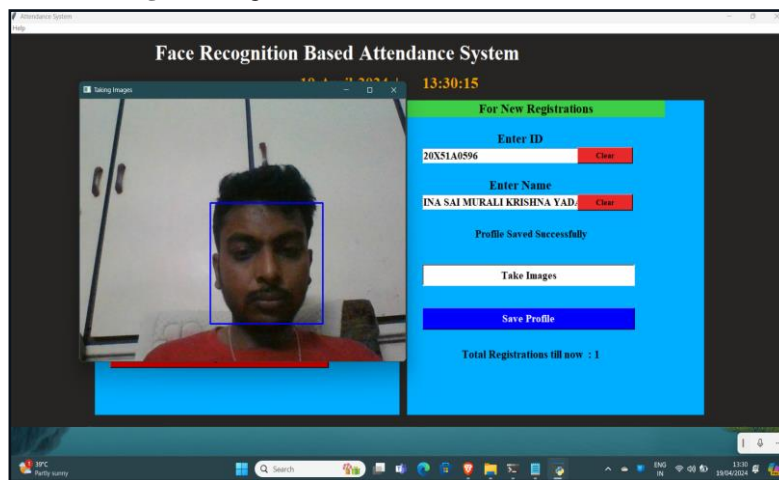 Attendance System
Help
Face Recognition Based Attendance System
13:30:15
Taking Images
For New Registrations
Enter ID
20X51A0596
Clear
Enter Name
INA SAI MURALI KRISHNA YADA
Clear
Profile Saved Successfully
Take Images
Save Profile
Total Registrations till now : 1
39°C
Partly sunny
Search
ENG
IN
13:30
19/04/2024